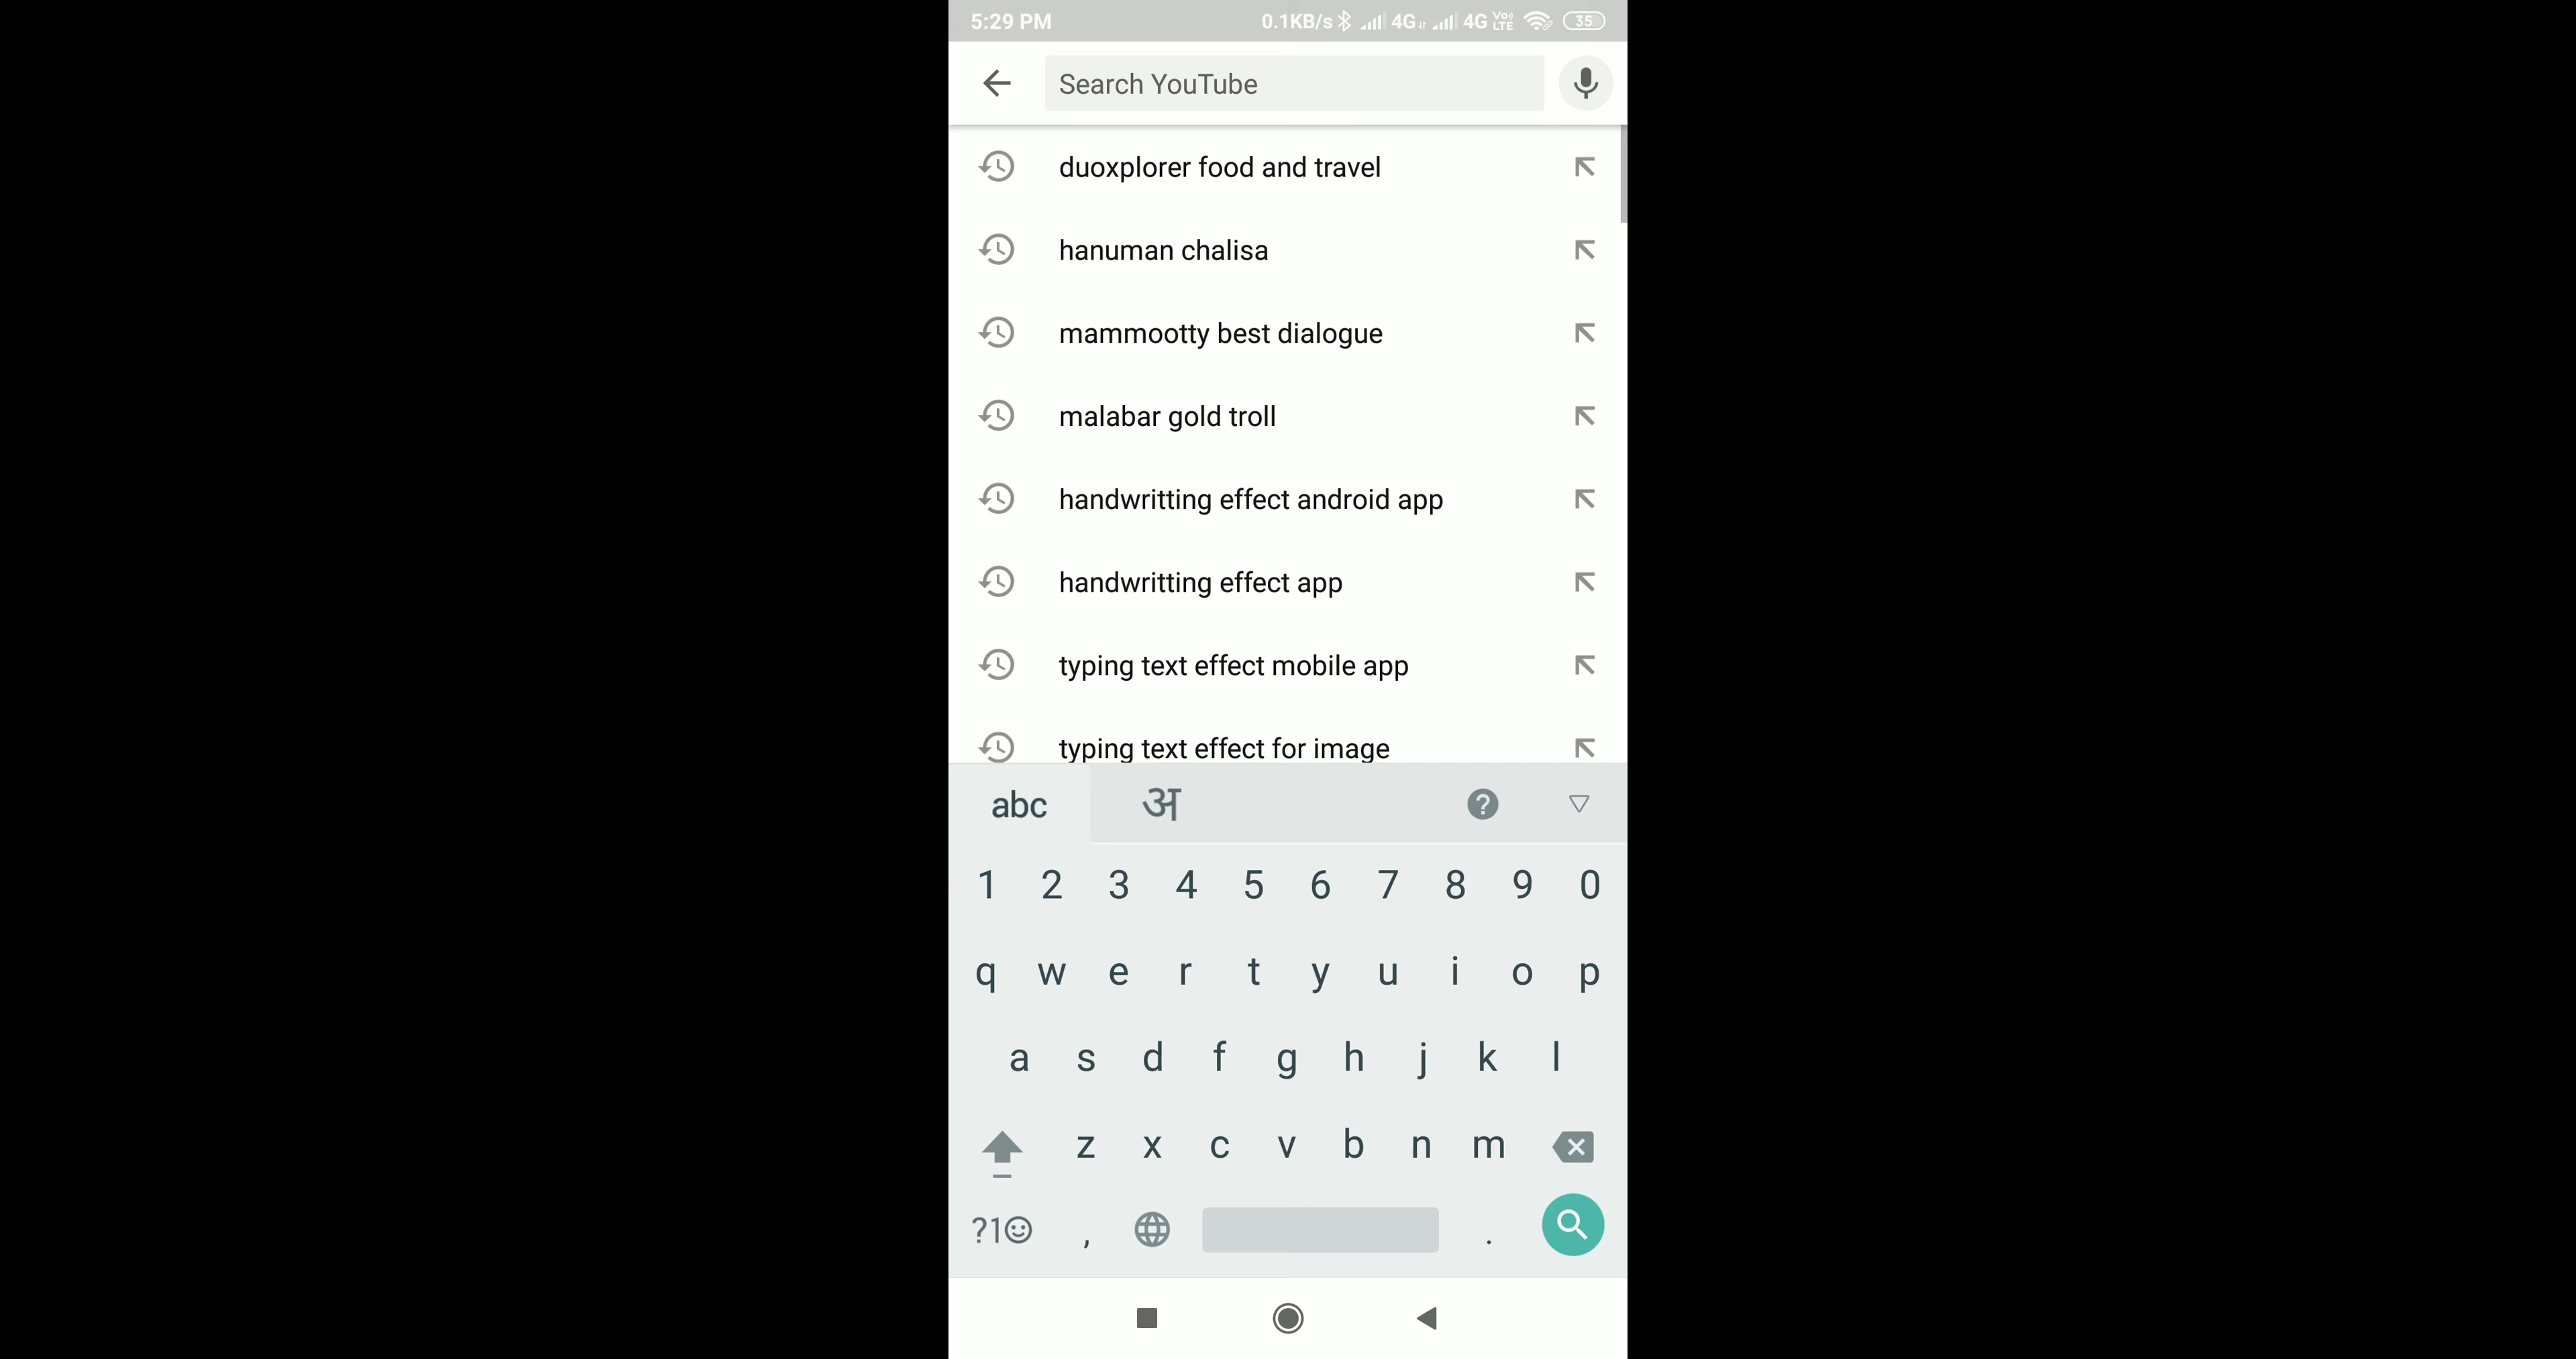 5:29 PM 0.1KB/s 4G 4G Vo) LTE 35
Search YouTube
duoxplorer food and travel
hanuman chalisa
mammootty best dialogue
malabar gold troll
handwritting effect android app
handwritting effect app
typing text effect mobile app
typing text effect for image
abc अ ?
1 2 3 4 5 6 7 8 9 0
q w e r t y u i o p
a s d f g h j k l
z x c v b n m
?1☺ , .